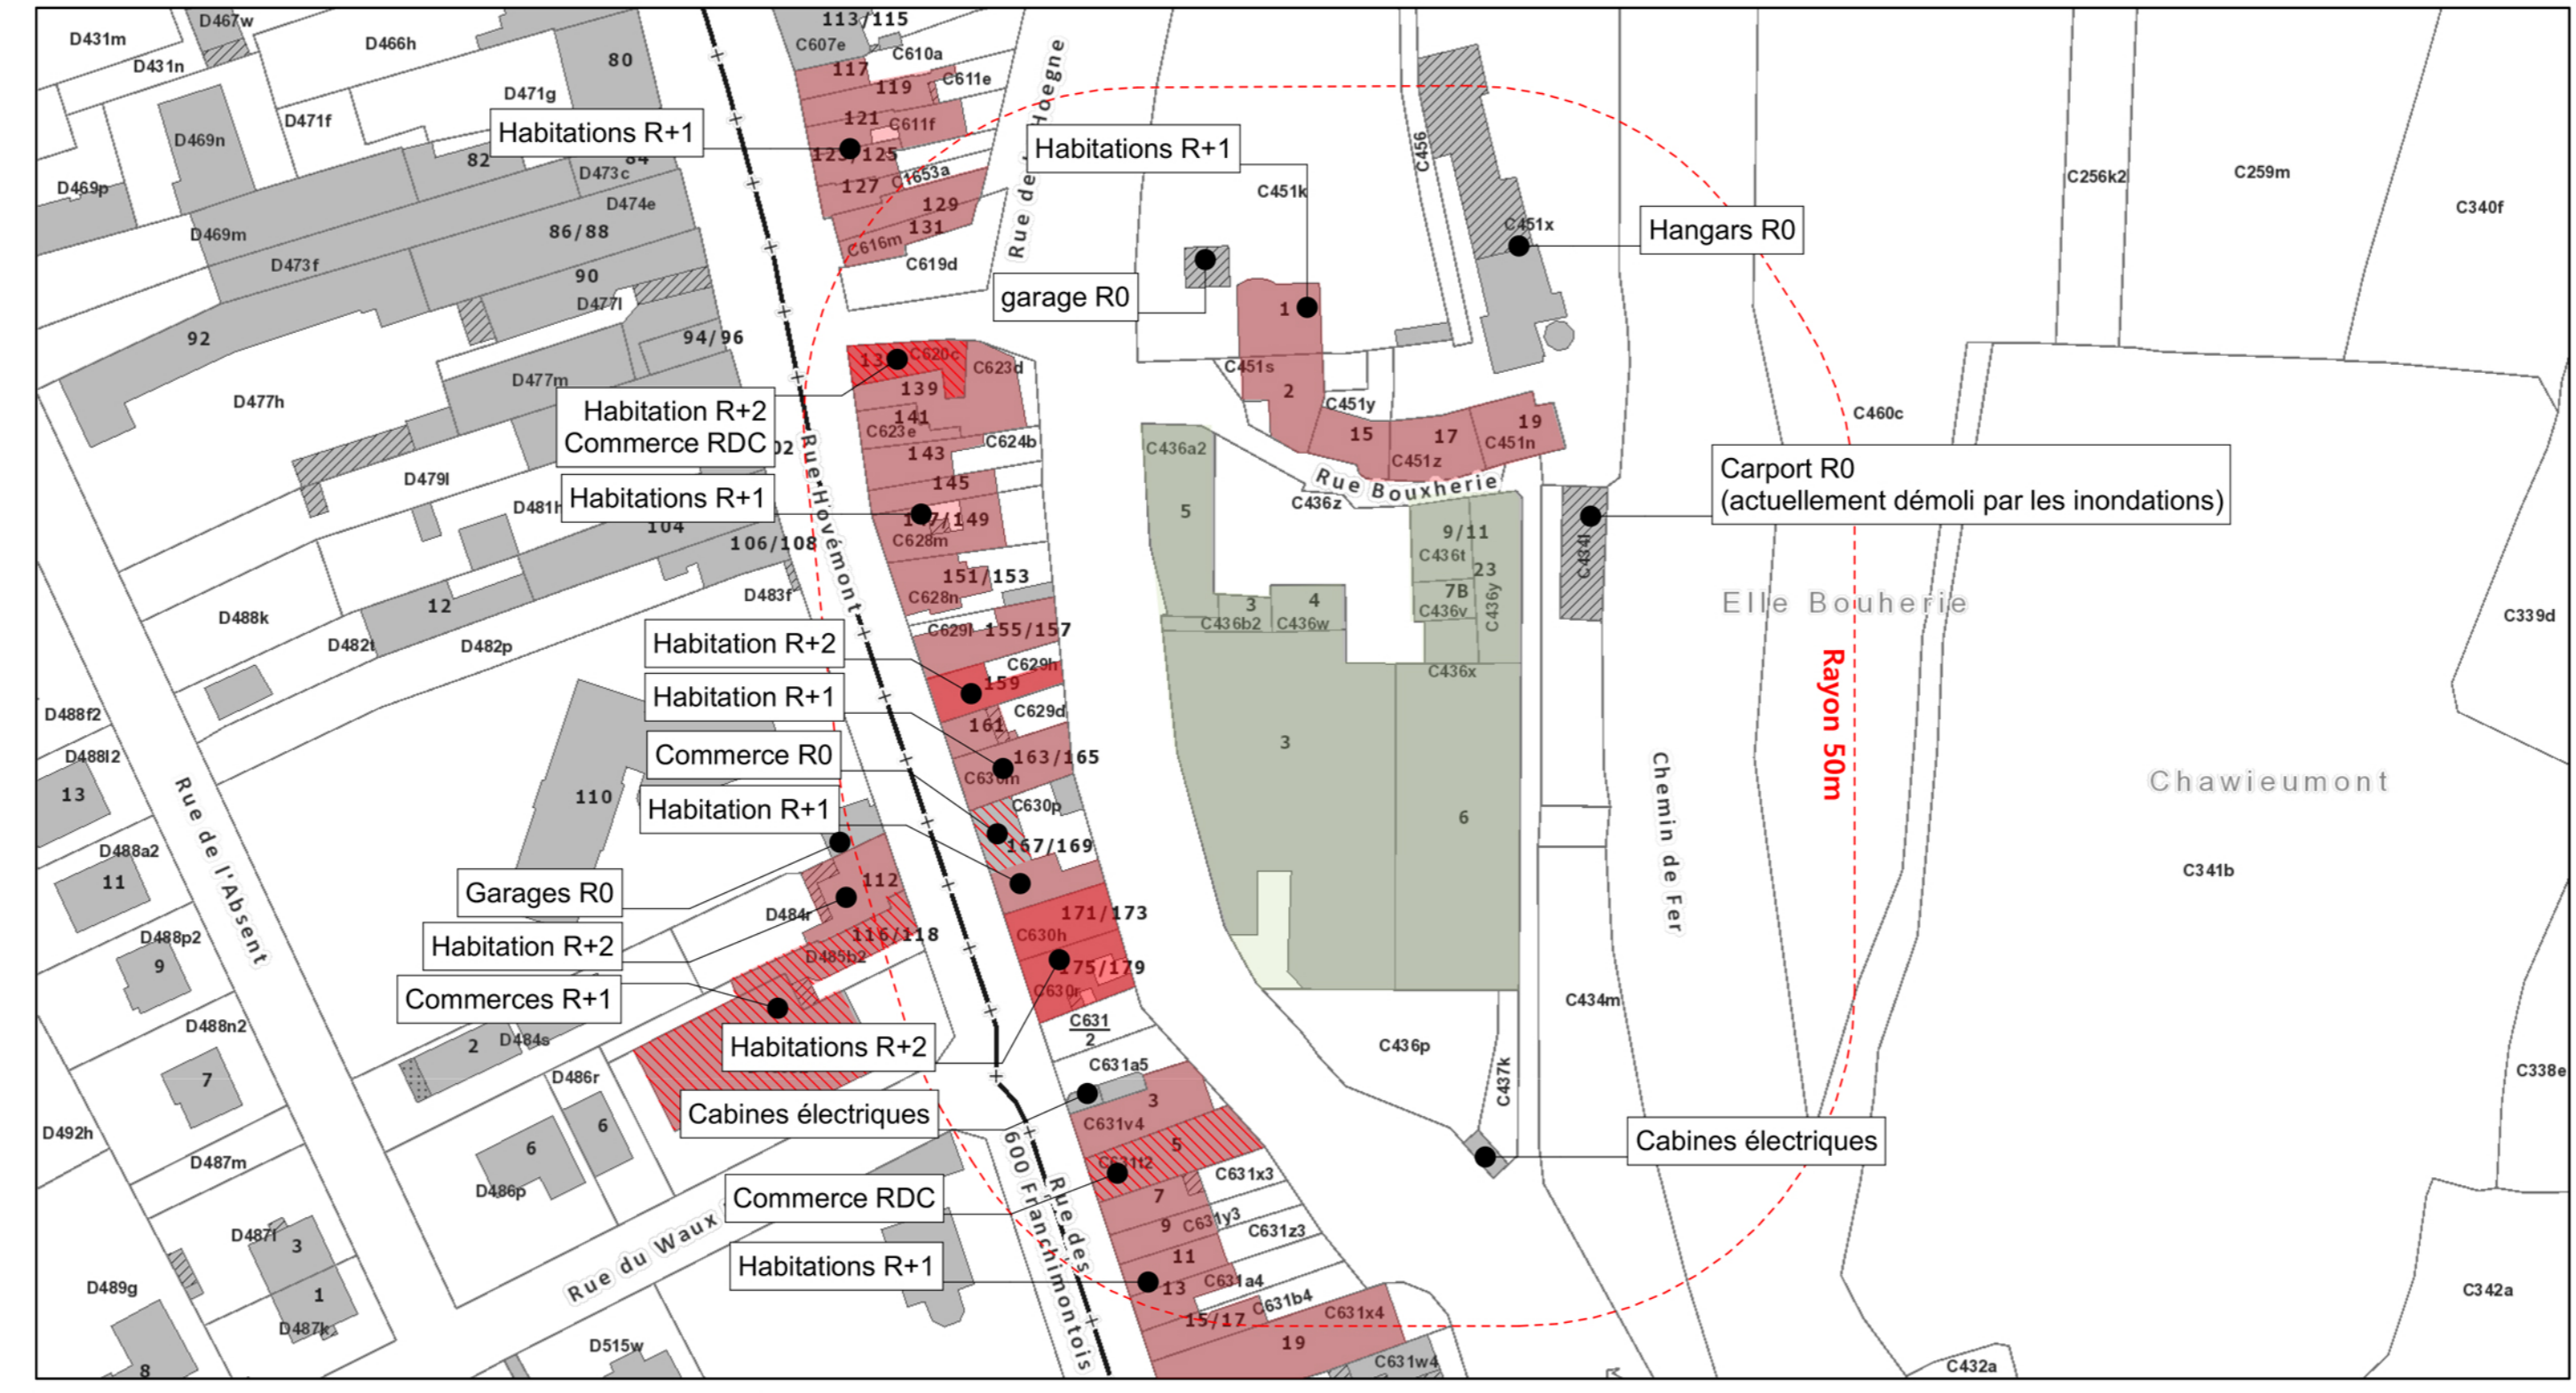 D431m
D467w
D466h
80
113/115
C607e
C610a
D431n
117
C611e
119
D471g
D471f
Habitations R+1
121
C611f
Rue de
Hoegne
Habitations R+1
C456
D469n
82
84
D473c
127
C1653a
C451k
C256k2
C259m
D469p
D474e
129
C340f
D469m
86/88
131
C616m
C451x
Hangars R0
D473f
90
C619d
D477l
garage R0
1
92
94/96
C620c
C623d
D477m
139
C451s
2
D477h
Habitation R+2
Commerce RDC
141
C623e
C451y
19
C460c
C624b
15
17
C451n
143
C436a2
C451z
Carport R0
(actuellement démoli par les inondations)
D479l
145
Rue Bouxherie
Habitations R+1
C436z
5
147/149
104
C628m
9/11
C434l
106/108
Rue Hovémont
C436t
23
151/153
7B
D483f
C628n
3
4
C436v
C436y
Elle Bouherie
12
D488k
C436b2
C436w
C339d
C629l
155/157
D482t
D482p
Habitation R+2
C629h
159
C436x
Rayon 50m
Habitation R+1
C629d
D488f2
161
3
D488l2
Commerce R0
163/165
C630m
Chawieumont
13
110
Habitation R+1
C630p
6
Rue de l'Absent
167/169
Chemin de Fer
D488a2
11
Garages R0
112
C341b
D484r
171/173
D488p2
Habitation R+2
116/118
C630h
D485b2
9
175/179
Commerces R+1
C630r
C434m
D488n2
C631
2
2
D484s
Habitations R+2
C436p
C631a5
7
D486r
C437k
C338e
Cabines électriques
3
C631v4
6
6
D492h
Cabines électriques
5
D487m
C631t2
C631x3
D486p
Commerce RDC
7
600 Franchimontois
Rue des
9
C631y3
C631z3
D487l
3
Rue du Waux
11
Habitations R+1
C631a4
13
D489g
1
C631b4
C631x4
C342a
15/17
D487k
19
D515w
C631w4
C432a
8